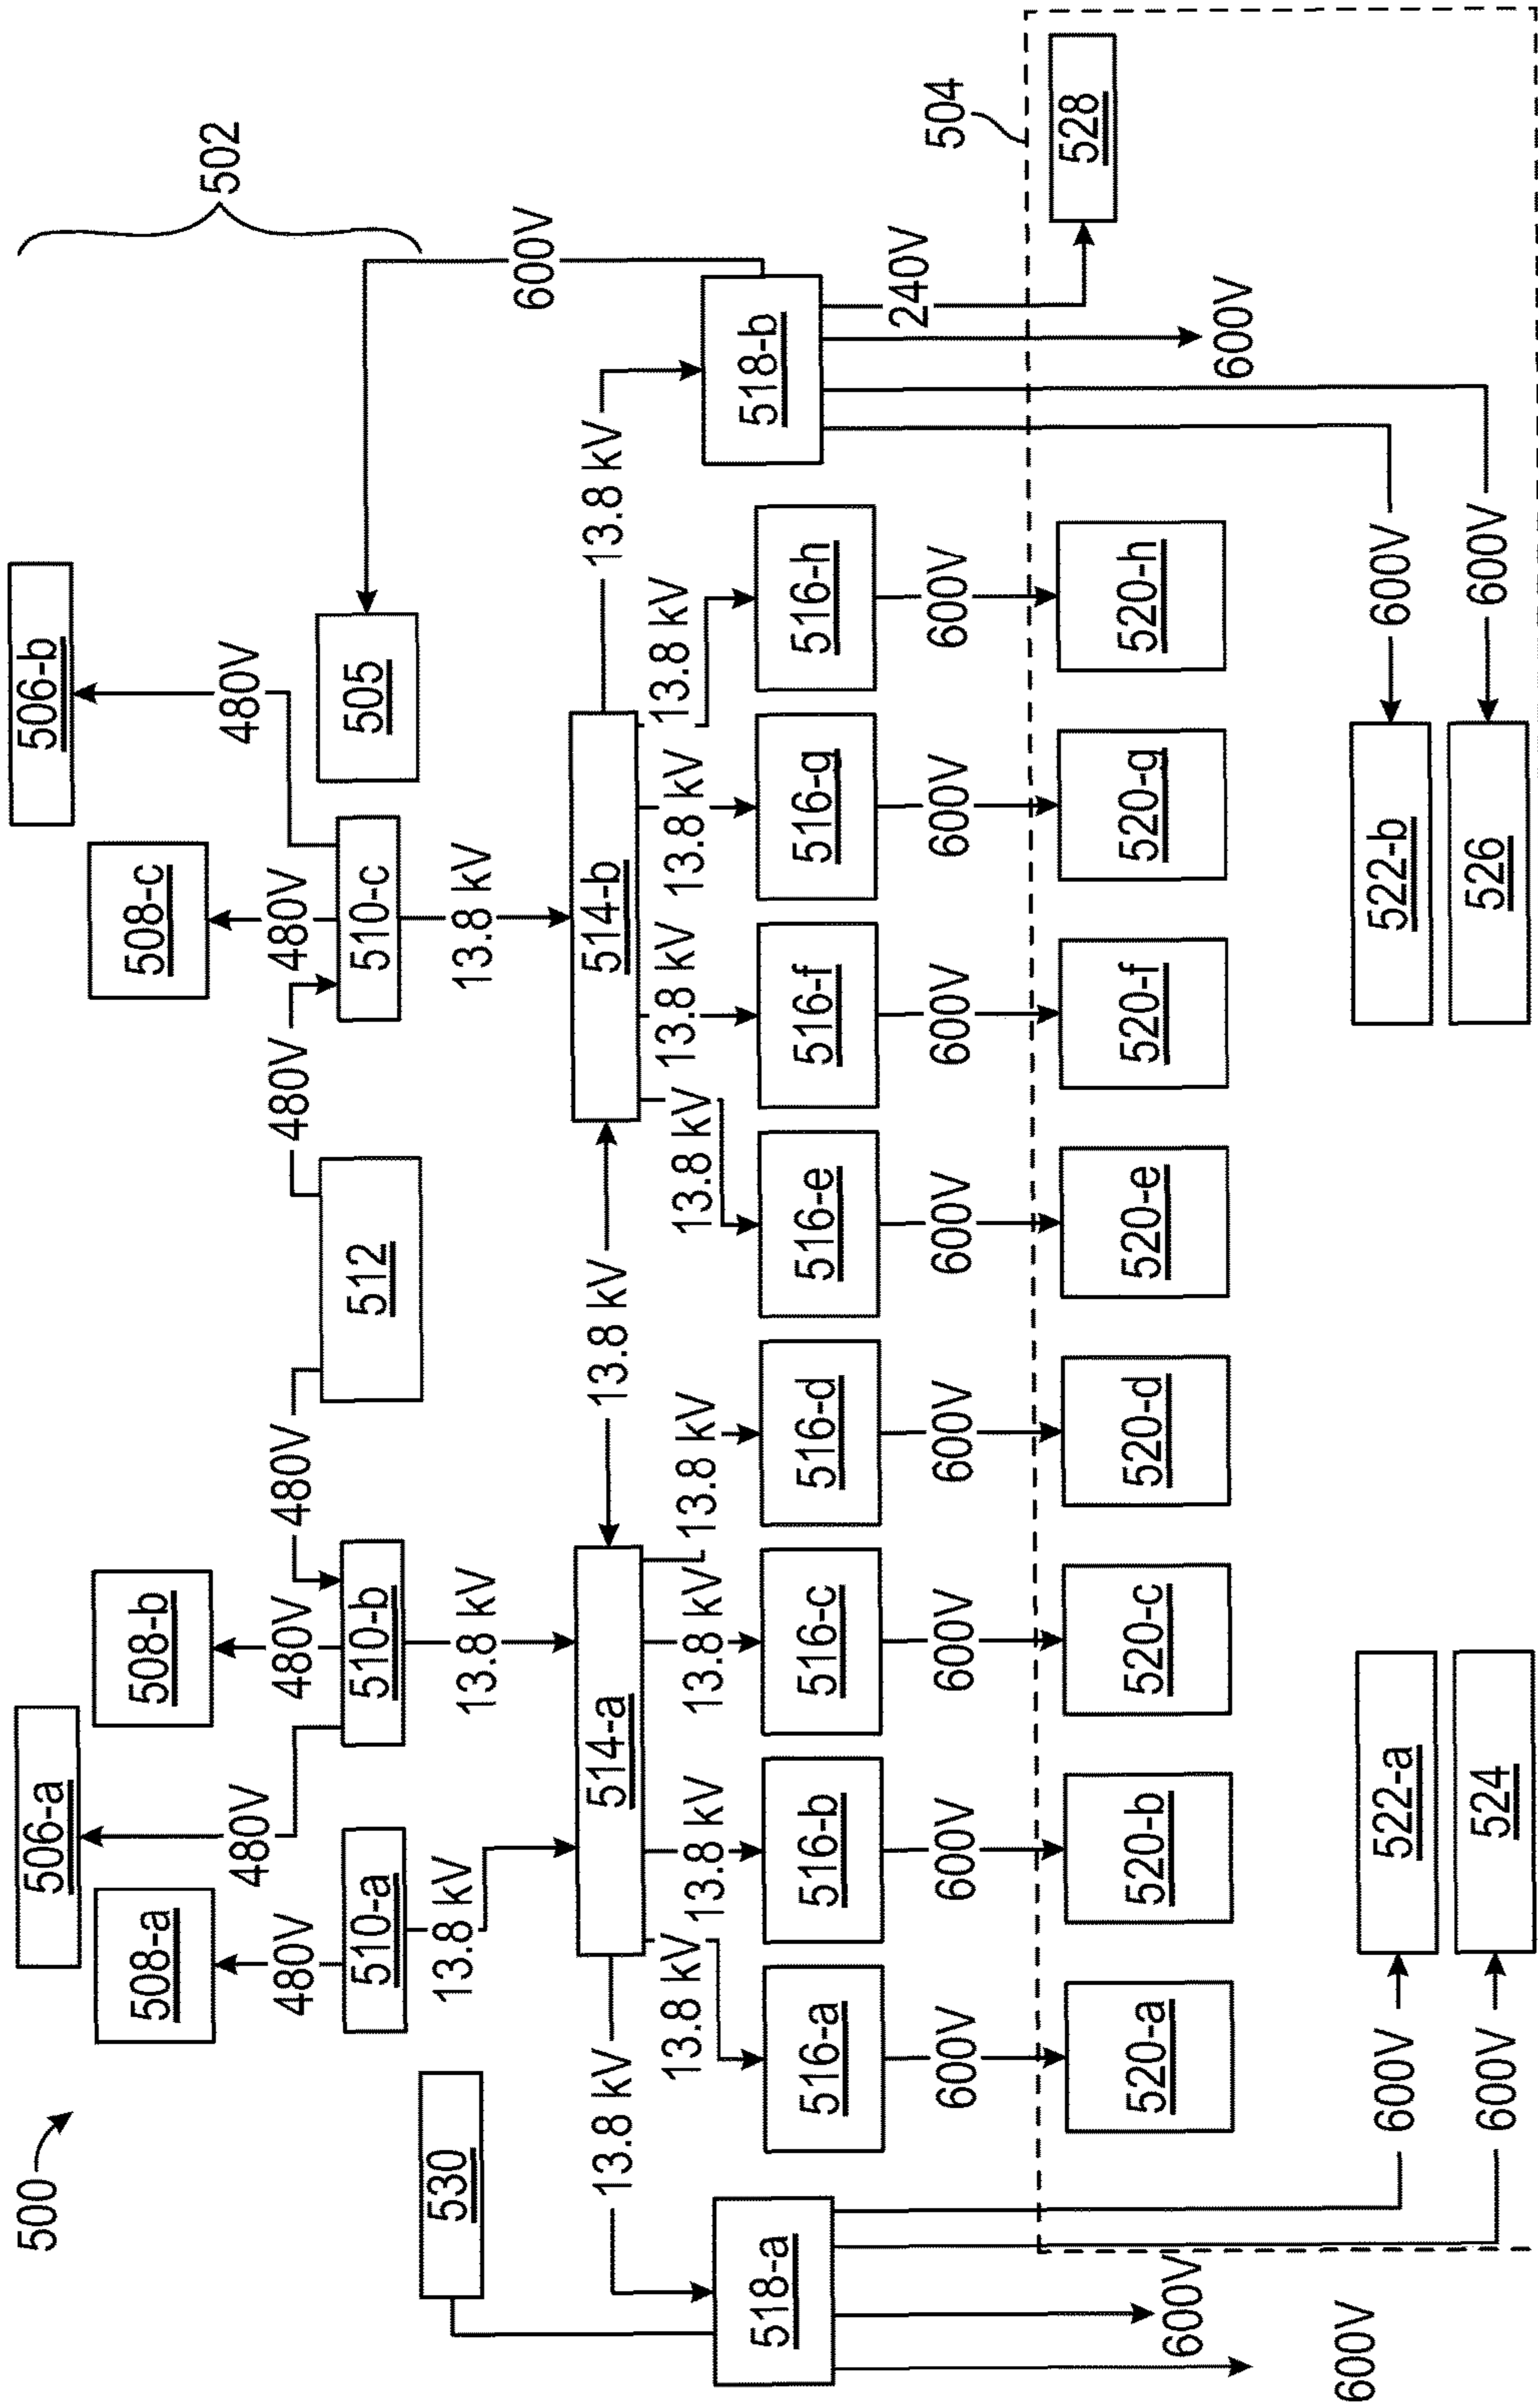 500
506-a
506-b
508-a
508-b
508-c
502
480V
480V
480V
480V
480V
480V
480V
510-a
510-b
512
510-c
505
530
13.8 kV
13.8 kV
13.8 kV
600V
13.8 kV
514-a
13.8 kV
514-b
13.8 kV
13.8 kV
13.8 kV
13.8 kV
13.8 kV
13.8 kV
13.8 kV
13.8 kV
13.8 kV
518-a
516-a
516-b
516-c
516-d
516-e
516-f
516-g
516-h
518-b
600V
600V
600V
600V
600V
600V
600V
600V
240V
504
520-a
520-b
520-c
520-d
520-e
520-f
520-g
520-h
528
600V
600V
600V
600V
522-a
522-b
600V
600V
524
526
600V